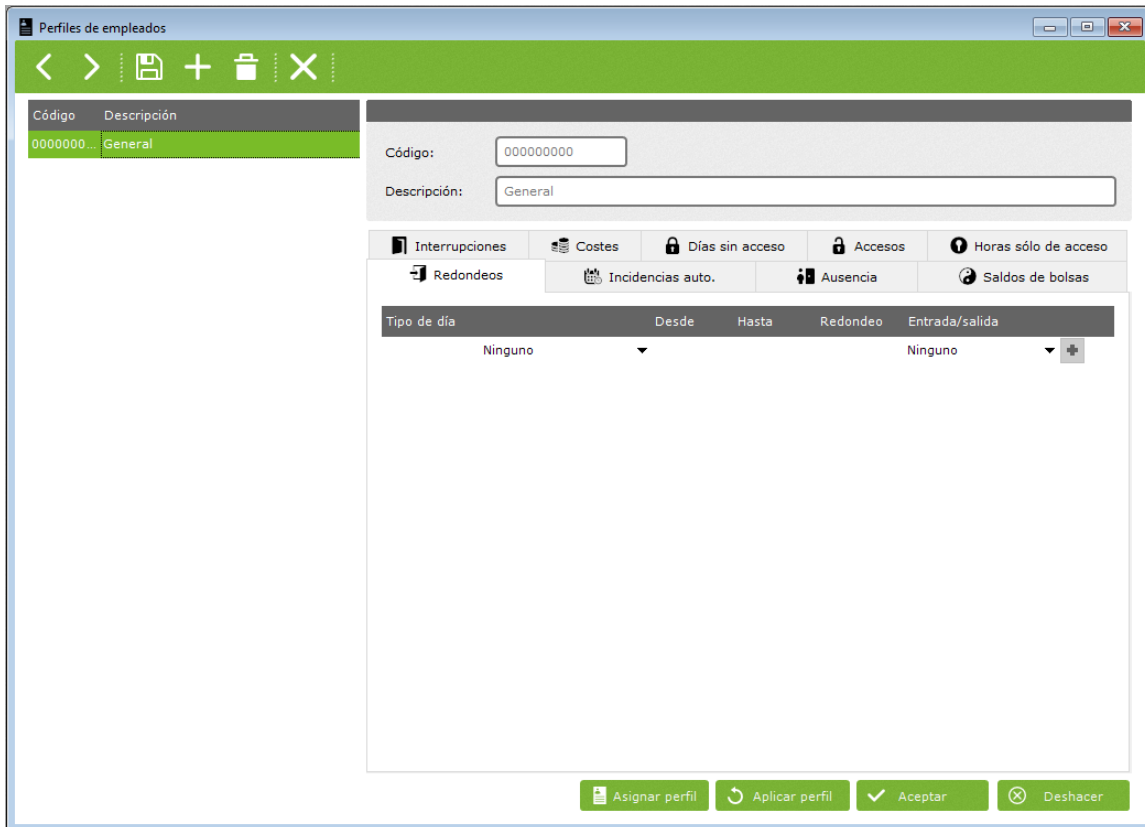 Perfiles de empleados
Código Descripción
0000000... General
Código: 000000000
Descripción: General
Interrupciones Costes Días sin acceso Accesos Horas sólo de acceso
Redondeos Incidencias auto. Ausencia Saldos de bolsas
Tipo de día Desde Hasta Redondeo Entrada/salida
Ninguno Ninguno
Asignar perfil Aplicar perfil Aceptar Deshacer